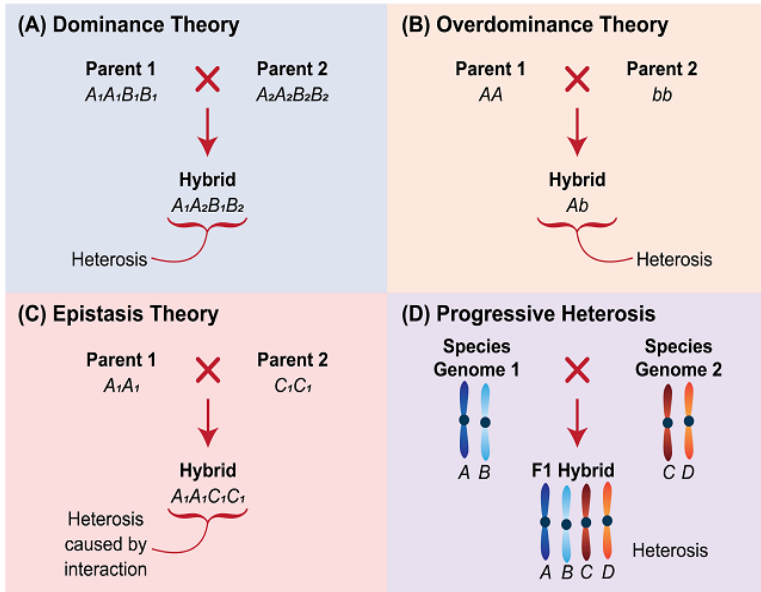 (A) Dominance Theory
Parent 1
Parent 2
A₁A₁B₁B₁
A₂A₂B₂B₂
Hybrid
A₁A₂B₁B₂
Heterosis
(B) Overdominance Theory
Parent 1
Parent 2
AA
bb
Hybrid
Ab
Heterosis
(C) Epistasis Theory
Parent 1
Parent 2
A₁A₁
C₁C₁
Hybrid
A₁A₁C₁C₁
Heterosis
caused by
interaction
(D) Progressive Heterosis
Species
Genome 1
Species
Genome 2
A B
C D
F1 Hybrid
A B C D
Heterosis